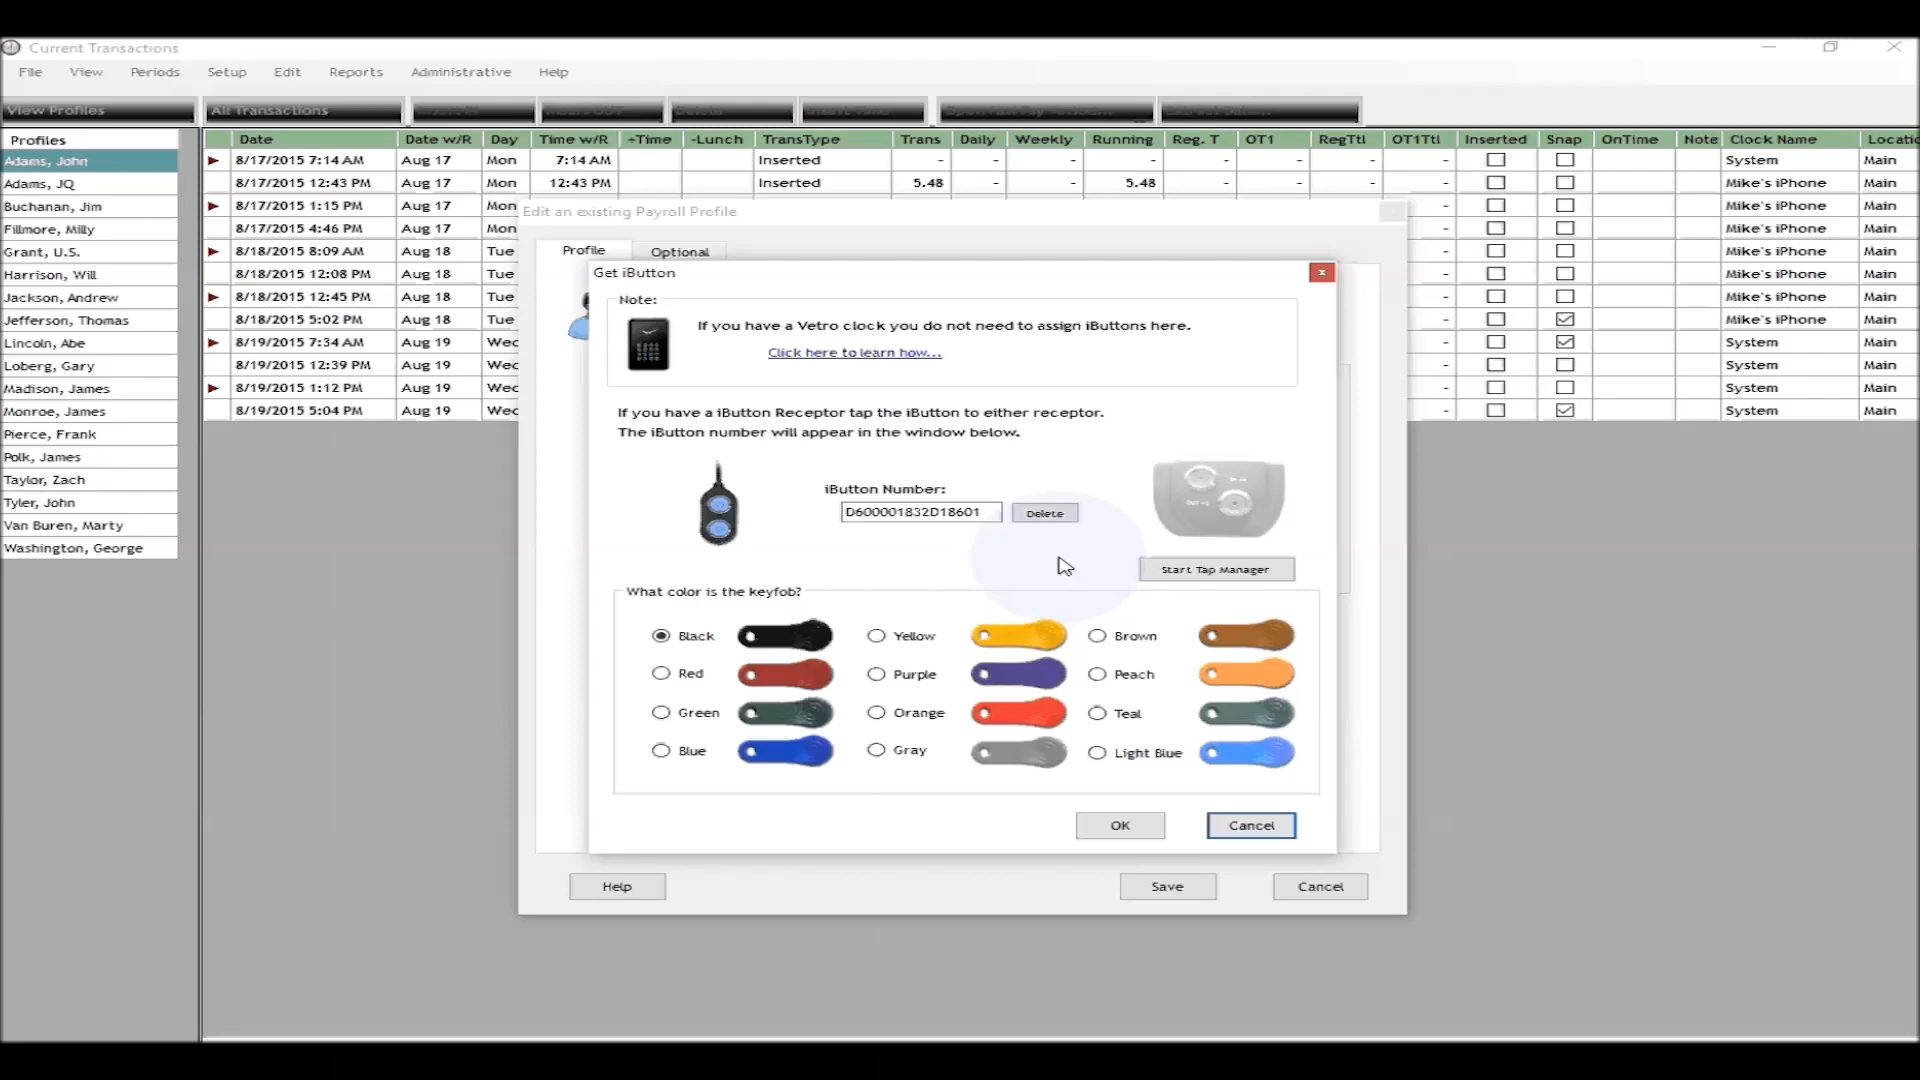 Current Transactions
File View Periods Setup Edit Reports Administrative Help
View Profiles All Transactions
Profiles Date Date w/R Day Time w/R +Time -Lunch TransType Trans Daily Weekly Running Reg. T OT1 RegTtl OT1Ttl Inserted Snap OnTime Note Clock Name Locatio
Adams, John 8/17/2015 7:14 AM Aug 17 Mon 7:14 AM Inserted - - - - - - - - System Main
Adams, JQ 8/17/2015 12:43 PM Aug 17 Mon 12:43 PM Inserted 5.48 - - 5.48 - - - - Mike's iPhone Main
Buchanan, Jim 8/17/2015 1:15 PM Aug 17 Mon Mike's iPhone Main
Fillmore, Milly 8/17/2015 4:46 PM Aug 17 Mon - Mike's iPhone Main
Grant, U.S. 8/18/2015 8:09 AM Aug 18 Tue - Mike's iPhone Main
Harrison, Will 8/18/2015 12:08 PM Aug 18 Tue - Mike's iPhone Main
Jackson, Andrew 8/18/2015 12:45 PM Aug 18 Tue - Mike's iPhone Main
Jefferson, Thomas 8/18/2015 5:02 PM Aug 18 Tue - Mike's iPhone Main
Lincoln, Abe 8/19/2015 7:34 AM Aug 19 Wed - System Main
Loberg, Gary 8/19/2015 12:39 PM Aug 19 Wed - System Main
Madison, James 8/19/2015 1:12 PM Aug 19 Wed - System Main
Monroe, James 8/19/2015 5:04 PM Aug 19 Wed - System Main
Pierce, Frank
Polk, James
Taylor, Zach
Tyler, John
Van Buren, Marty
Washington, George
Edit an existing Payroll Profile
Profile Optional
Get iButton
Note:
If you have a Vetro clock you do not need to assign iButtons here.
Click here to learn how...
If you have a iButton Receptor tap the iButton to either receptor.
The iButton number will appear in the window below.
iButton Number:
D600001832D18601 Delete
Start Tap Manager
What color is the keyfob?
Black Yellow Brown
Red Purple Peach
Green Orange Teal
Blue Gray Light Blue
OK Cancel
Help Save Cancel